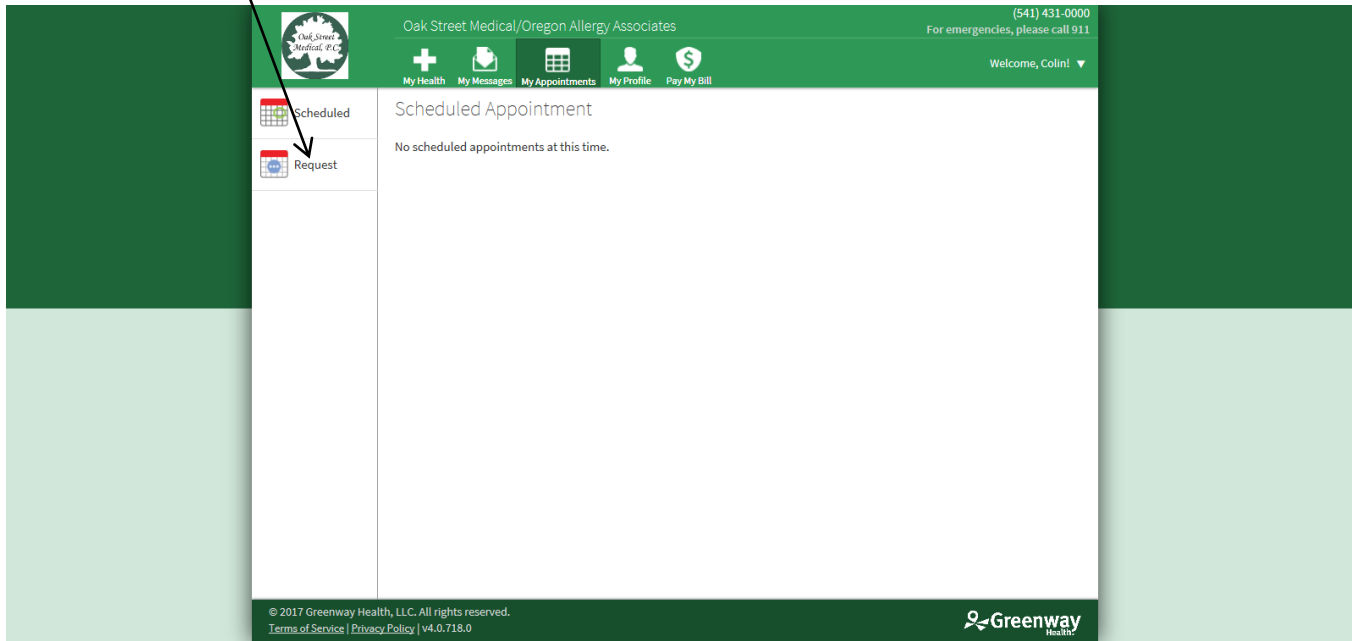 Oak Street
Medical, P.C.
Oak Street Medical/Oregon Allergy Associates
(541) 431-0000
For emergencies, please call 911
My Health
My Messages
My Appointments
My Profile
Pay My Bill
Welcome, Colin! ▼
Scheduled
Request
Scheduled Appointment
No scheduled appointments at this time.
© 2017 Greenway Health, LLC. All rights reserved.
Terms of Service | Privacy Policy | v4.0.718.0
Greenway
Health